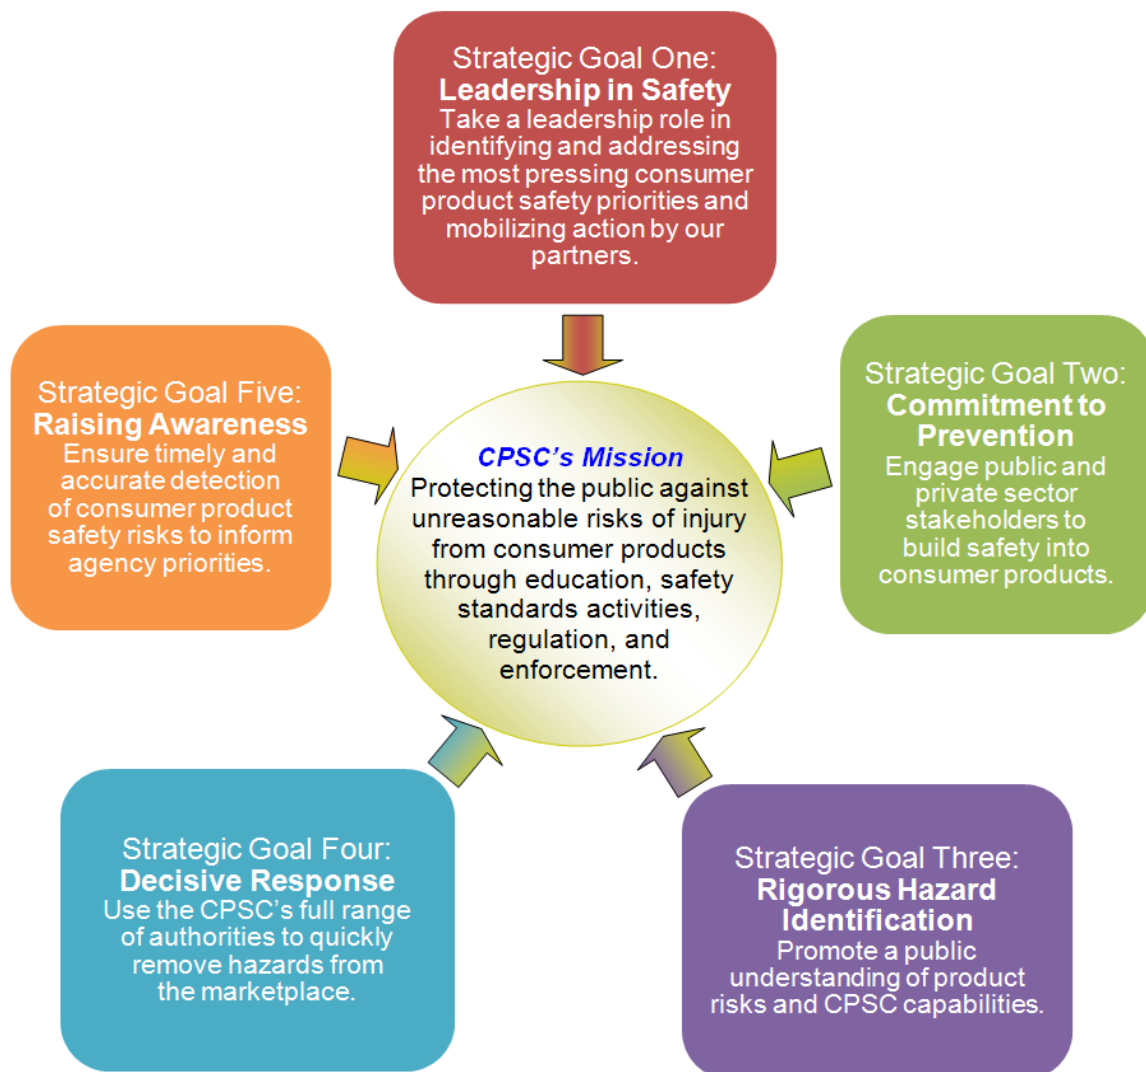 Strategic Goal One:
Leadership in Safety
Take a leadership role in
identifying and addressing
the most pressing consumer
product safety priorities and
mobilizing action by our
partners.
Strategic Goal Two:
Commitment to
Prevention
Engage public and
private sector
stakeholders to
build safety into
consumer products.
Strategic Goal Three:
Rigorous Hazard
Identification
Promote a public
understanding of product
risks and CPSC capabilities.
Strategic Goal Four:
Decisive Response
Use the CPSC’s full range
of authorities to quickly
remove hazards from
the marketplace.
Strategic Goal Five:
Raising Awareness
Ensure timely and
accurate detection
of consumer product
safety risks to inform
agency priorities.
CPSC’s Mission
Protecting the public against
unreasonable risks of injury
from consumer products
through education, safety
standards activities,
regulation, and
enforcement.